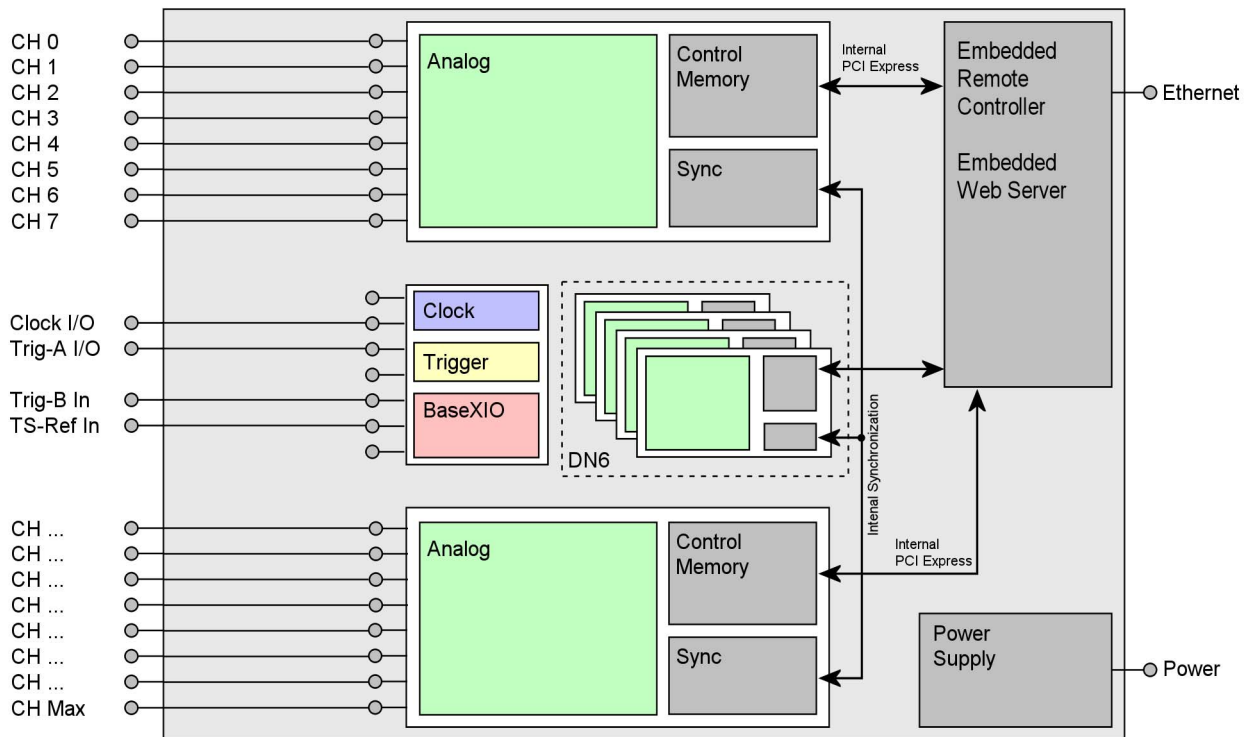 CH 0
CH 1
CH 2
CH 3
CH 4
CH 5
CH 6
CH 7
Analog
Control
Memory
Sync
Internal
PCI Express
Embedded
Remote
Controller
Embedded
Web Server
Ethernet
Clock I/O
Trig-A I/O
Trig-B In
TS-Ref In
Clock
Trigger
BaseXIO
DN6
Intenal Synchronization
CH ...
CH ...
CH ...
CH ...
CH ...
CH ...
CH ...
CH Max
Analog
Control
Memory
Sync
Internal
PCI Express
Power
Supply
Power